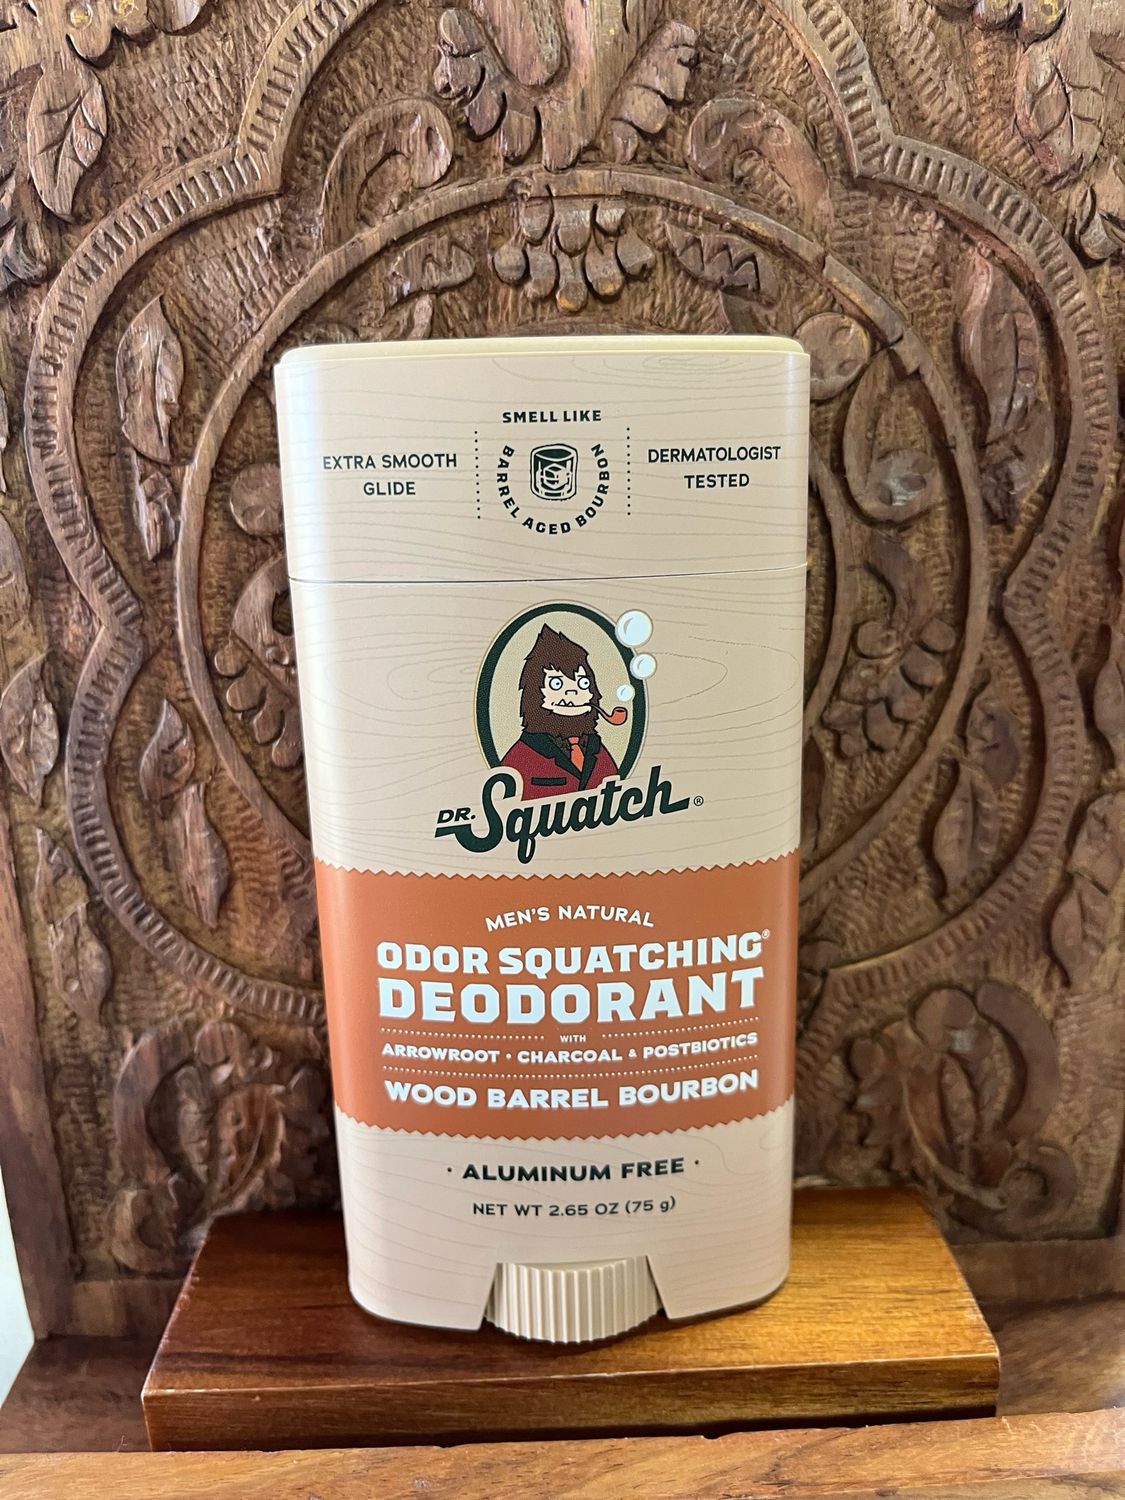 SMELL LIKE
BARREL AGED BOURBON
EXTRA SMOOTH
GLIDE
DERMATOLOGIST
TESTED
DR. Squatch®
MEN'S NATURAL
ODOR SQUATCHING®
DEODORANT
WITH
ARROWROOT • CHARCOAL & POSTBIOTICS
WOOD BARREL BOURBON
• ALUMINUM FREE •
NET WT 2.65 OZ (75 g)